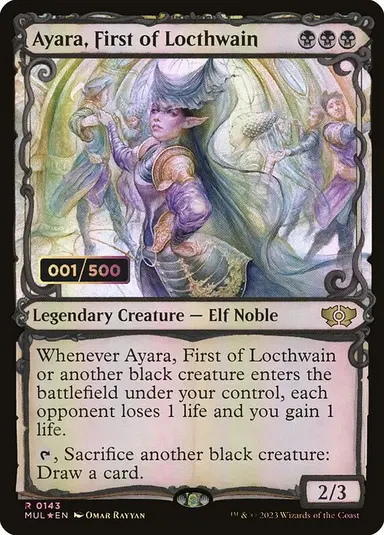 Ayara, First of Locthwain
001/500
Legendary Creature — Elf Noble
Whenever Ayara, First of Locthwain
or another black creature enters the
battlefield under your control, each
opponent loses 1 life and you gain 1
life.
, Sacrifice another black creature:
Draw a card.
2/3
R 0143
MUL★EN Omar Rayyan
™ & © 2023 Wizards of the Coast